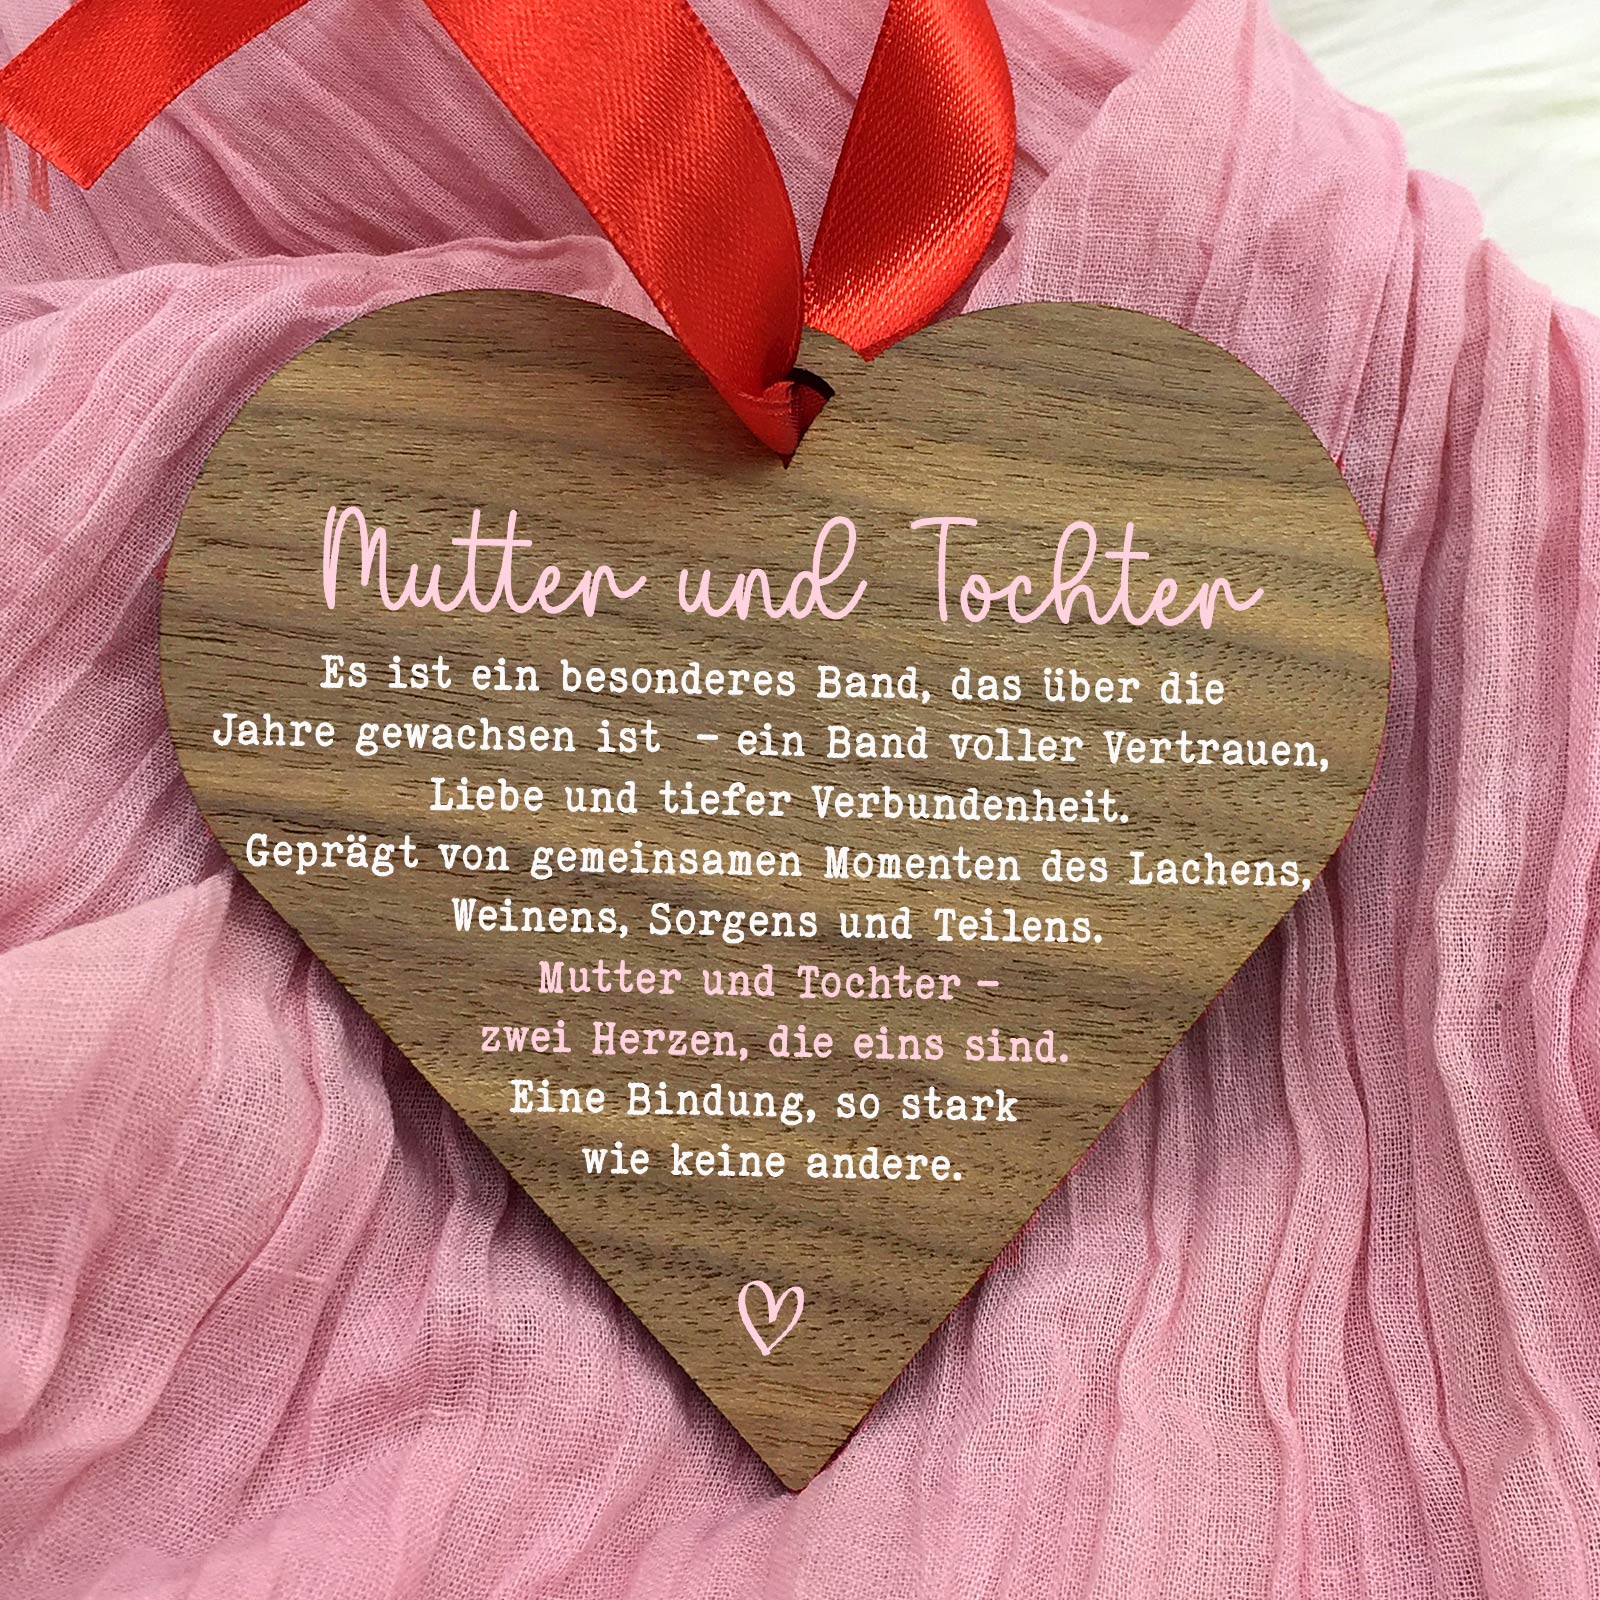 Mutter und Tochter
Es ist ein besonderes Band, das über die
Jahre gewachsen ist - ein Band voller Vertrauen,
Liebe und tiefer Verbundenheit.
Geprägt von gemeinsamen Momenten des Lachens,
Weinens, Sorgens und Teilens.
Mutter und Tochter -
zwei Herzen, die eins sind.
Eine Bindung, so stark
wie keine andere.